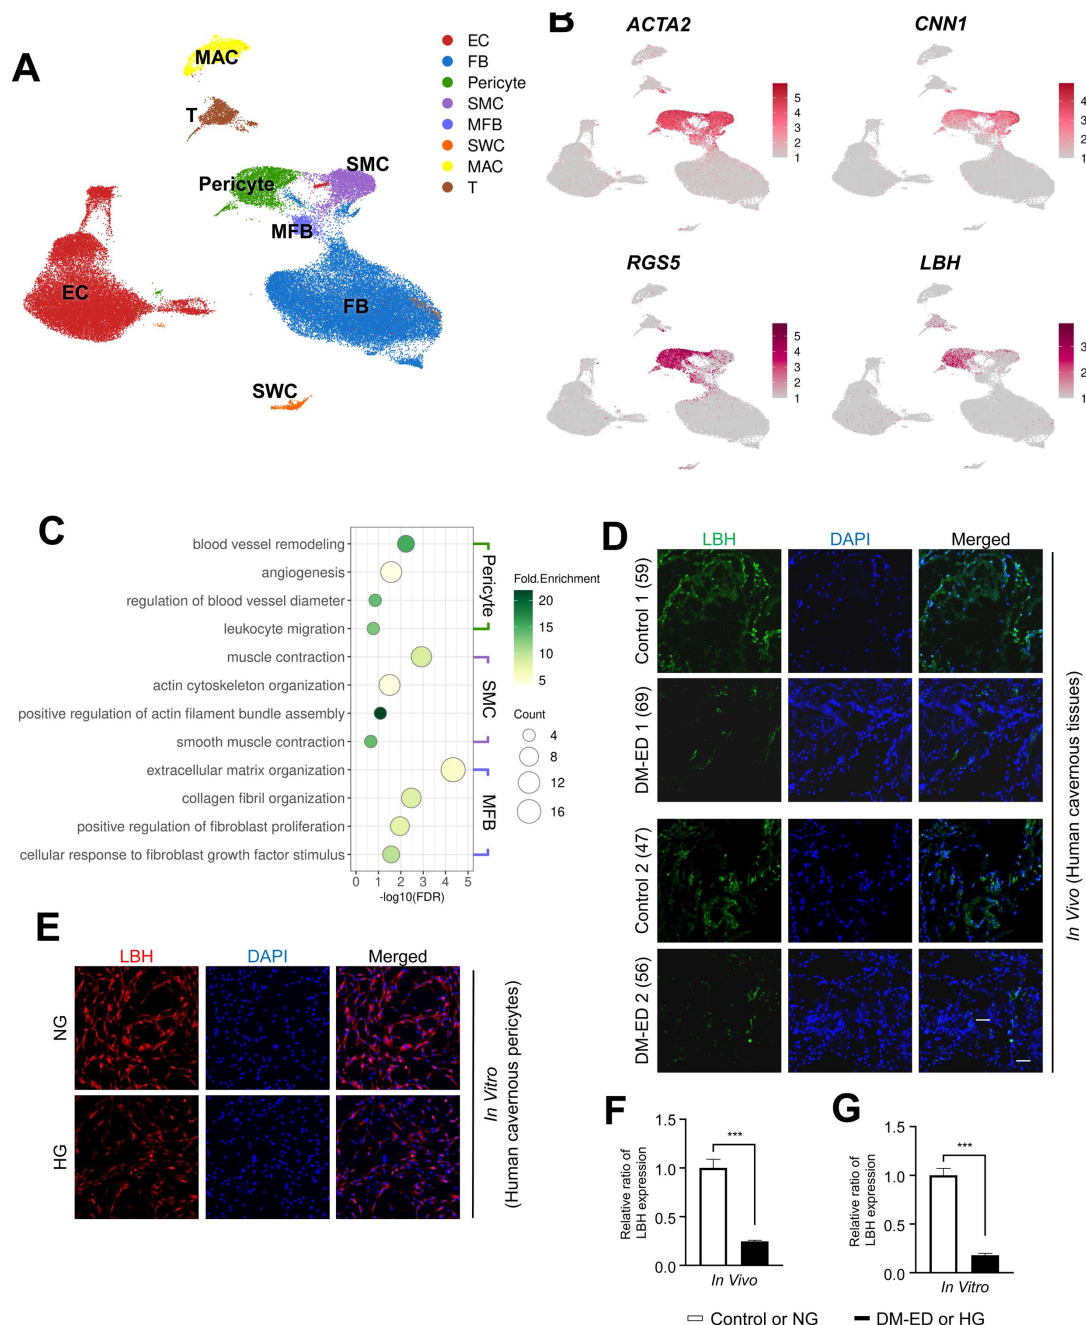 A
MAC
T
Pericyte
SMC
MFB
EC
FB
SWC
EC
FB
Pericyte
SMC
MFB
SWC
MAC
T
B
ACTA2
5
4
3
2
1
CNN1
4
3
2
1
RGS5
5
4
3
2
1
LBH
3
2
1
C
blood vessel remodeling
angiogenesis
regulation of blood vessel diameter
leukocyte migration
muscle contraction
actin cytoskeleton organization
positive regulation of actin filament bundle assembly
smooth muscle contraction
extracellular matrix organization
collagen fibril organization
positive regulation of fibroblast proliferation
cellular response to fibroblast growth factor stimulus
0 1 2 3 4 5
-log10(FDR)
Pericyte
SMC
MFB
Fold.Enrichment
20
15
10
5
Count
4
8
12
16
D
LBH DAPI Merged
Control 1 (59)
DM-ED 1 (69)
Control 2 (47)
DM-ED 2 (56)
In Vivo (Human cavernous tissues)
E
LBH DAPI Merged
NG
HG
In Vitro
(Human cavernous pericytes)
F
Relative ratio of
LBH expression
1.5
1.0
0.5
0.0
***
In Vivo
G
Relative ratio of
LBH expression
1.5
1.0
0.5
0.0
***
In Vitro
Control or NG DM-ED or HG